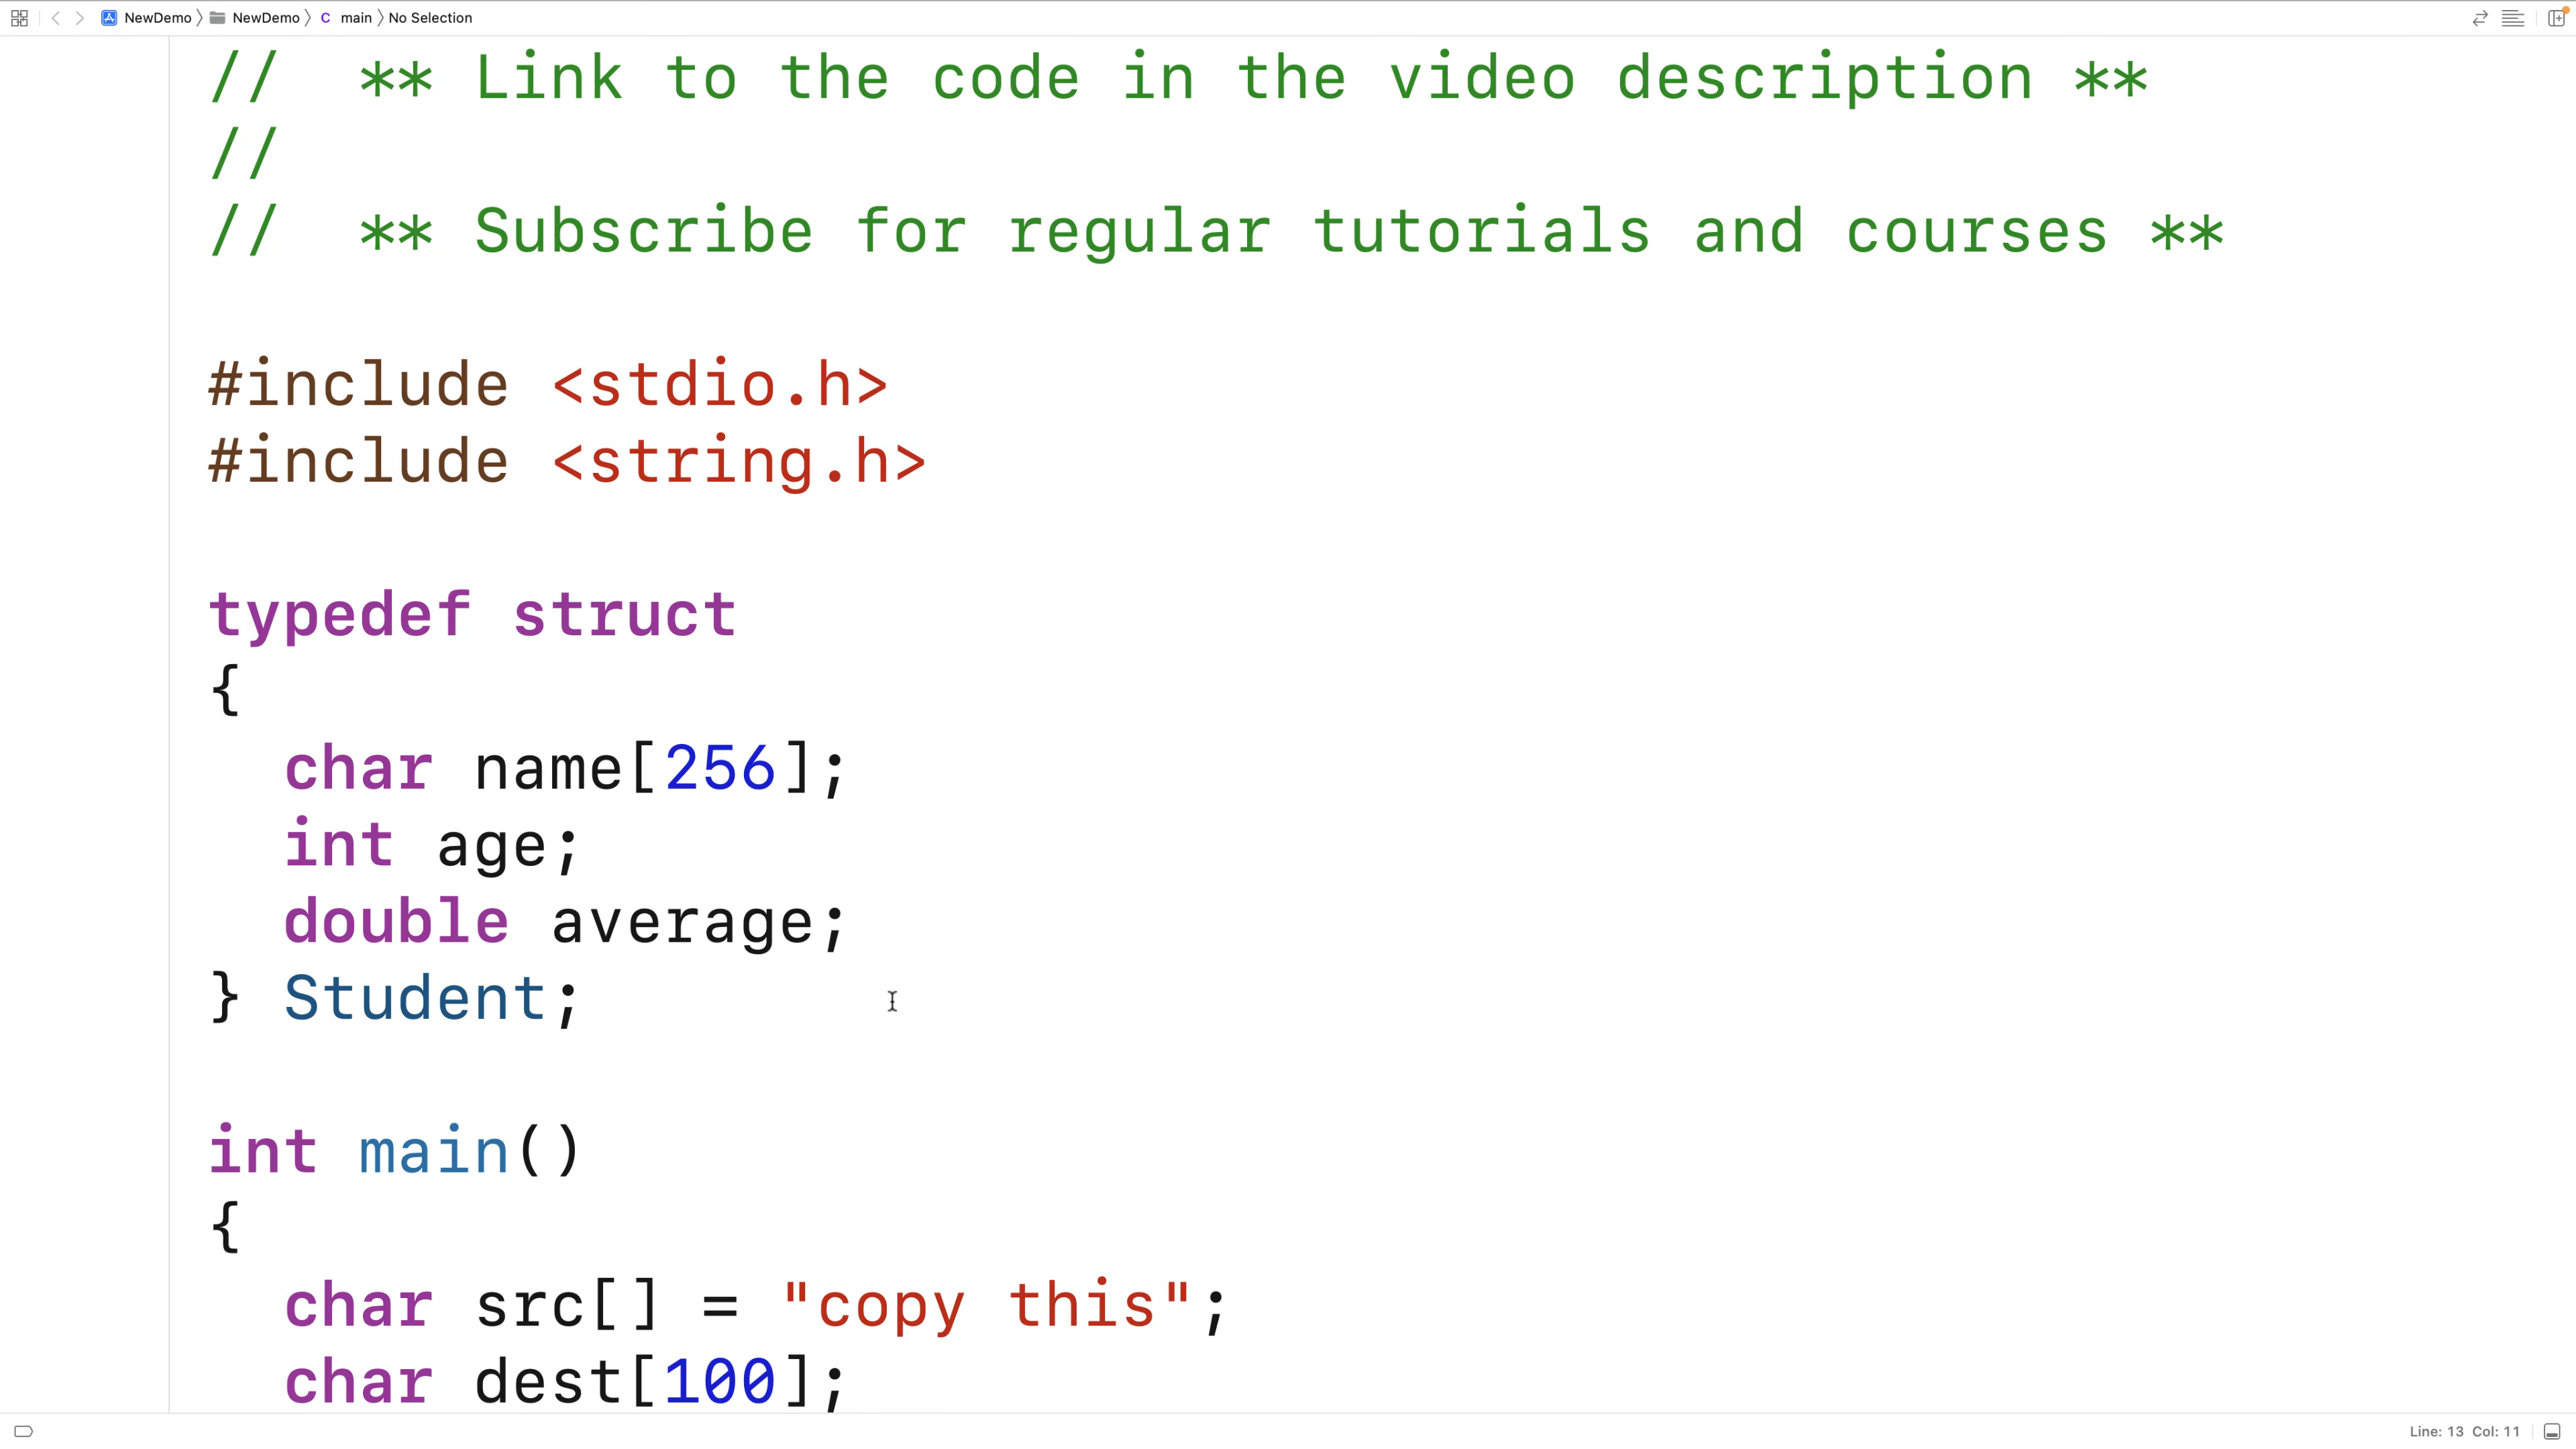 NewDemo NewDemo C main No Selection
// ** Link to the code in the video description **
//
// ** Subscribe for regular tutorials and courses **
#include <stdio.h>
#include <string.h>
typedef struct
{
  char name[256];
  int age;
  double average;
} Student;
int main()
{
  char src[] = "copy this";
  char dest[100];
Line: 13 Col: 11